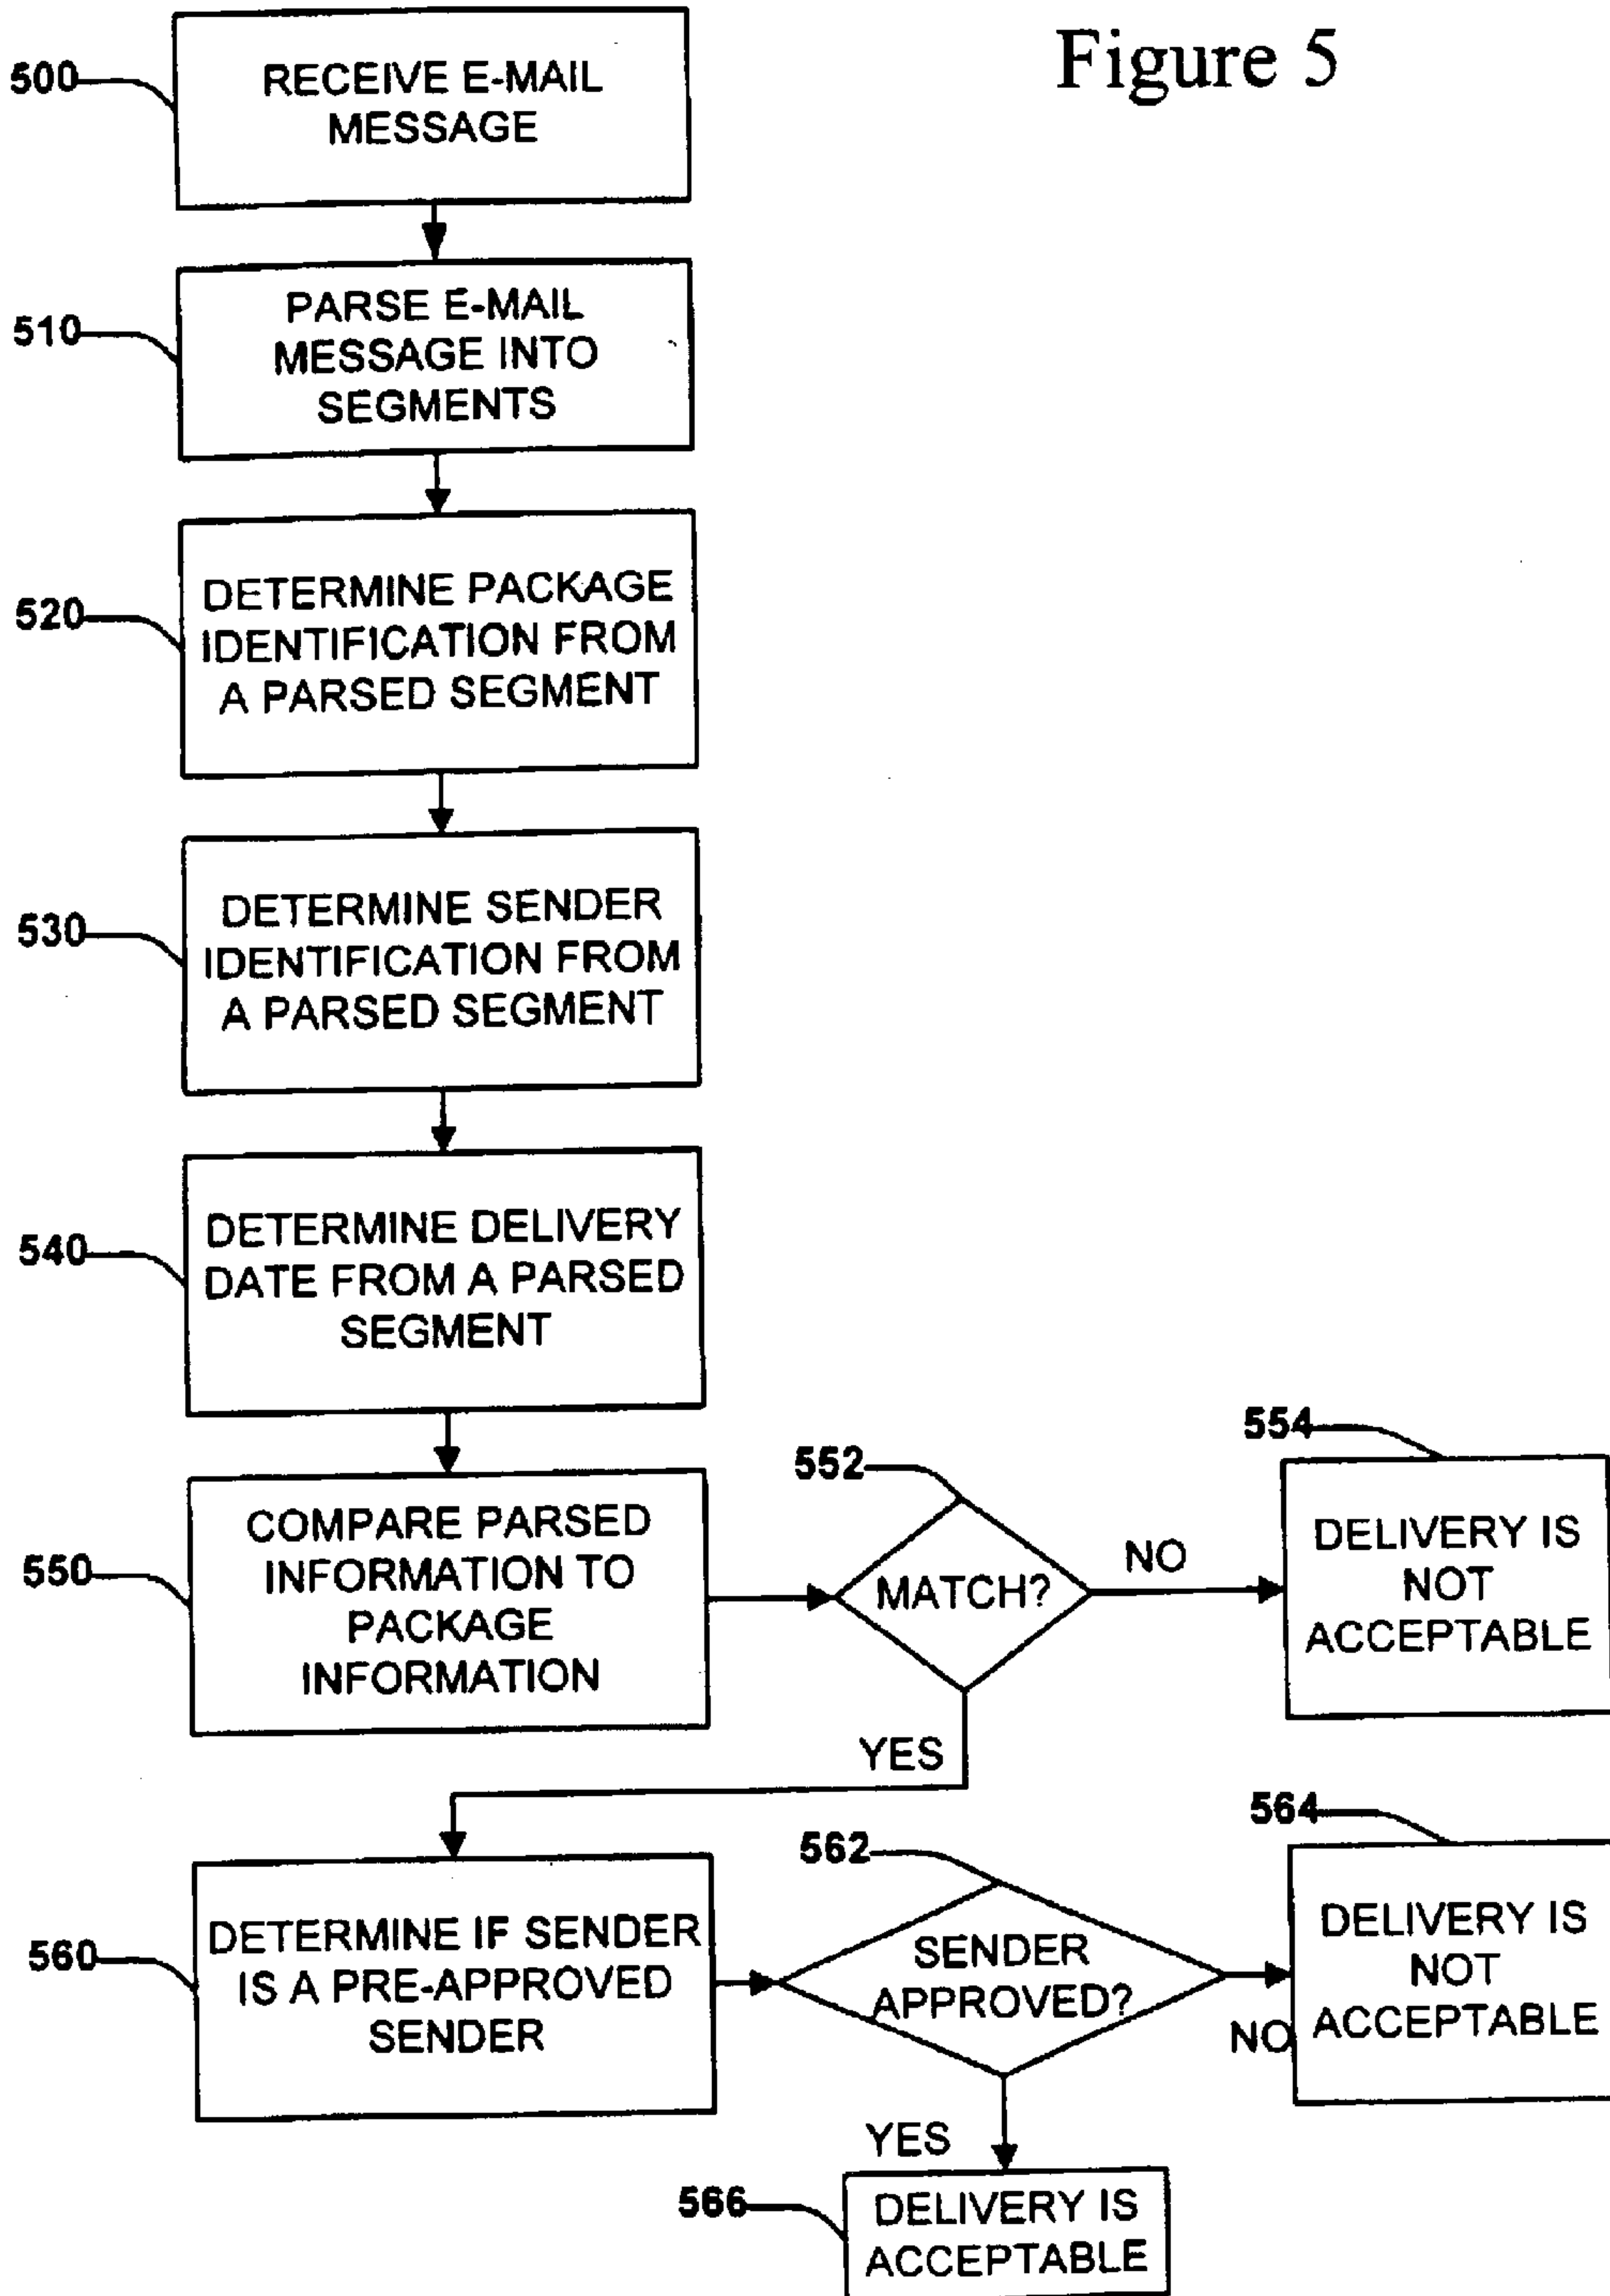 Figure 5
500
RECEIVE E-MAIL
MESSAGE
510
PARSE E-MAIL
MESSAGE INTO
SEGMENTS
520
DETERMINE PACKAGE
IDENTIFICATION FROM
A PARSED SEGMENT
530
DETERMINE SENDER
IDENTIFICATION FROM
A PARSED SEGMENT
540
DETERMINE DELIVERY
DATE FROM A PARSED
SEGMENT
550
COMPARE PARSED
INFORMATION TO
PACKAGE
INFORMATION
552
MATCH?
NO
554
DELIVERY IS
NOT
ACCEPTABLE
YES
560
DETERMINE IF SENDER
IS A PRE-APPROVED
SENDER
562
SENDER
APPROVED?
NO
564
DELIVERY IS
NOT
ACCEPTABLE
YES
566
DELIVERY IS
ACCEPTABLE